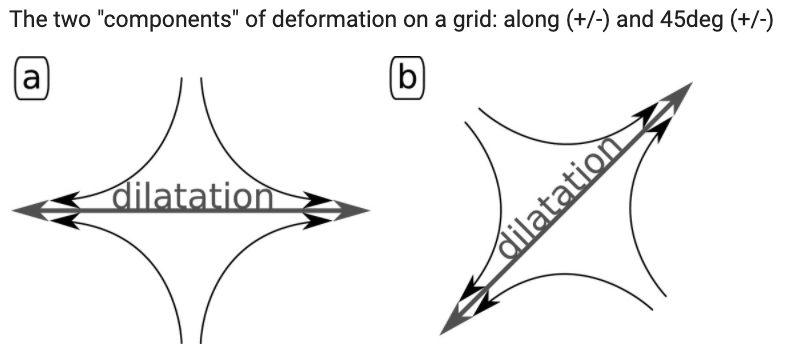 The two "components" of deformation on a grid: along (+/-) and 45deg (+/-)
a
b
dilatation
dilatation